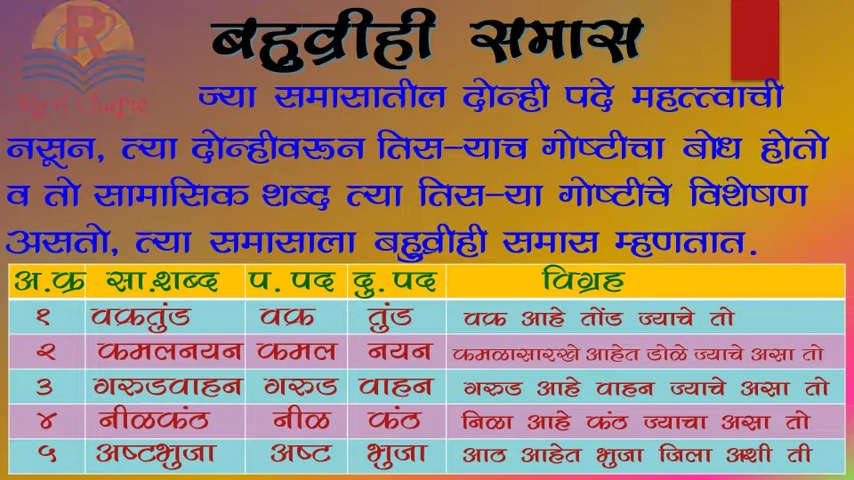 बहुव्रीही समास
ज्या समासातील दोन्ही पदे महत्त्वाची
नसून, त्या दोन्हीवरून तिस-याच गोष्टीचा बोध होतो
व तो सामासिक शब्द त्या तिस-या गोष्टीचे विशेषण
असतो, त्या समासाला बहुव्रीही समास म्हणतात.
अ.क्र सा.शब्द प. पद दु. पद विग्रह
१ वक्रतुंड वक्र तुंड वक्र आहे तोंड ज्याचे तो
२ कमलनयन कमल नयन कमळासारखे आहेत डोळे ज्याचे असा तो
३ गरुडवाहन गरुड वाहन गरुड आहे वाहन ज्याचे असा तो
४ नीळकंठ नीळ कंठ निळा आहे कंठ ज्याचा असा तो
५ अष्टभुजा अष्ट भुजा आठ आहेत भुजा जिला अशी ती